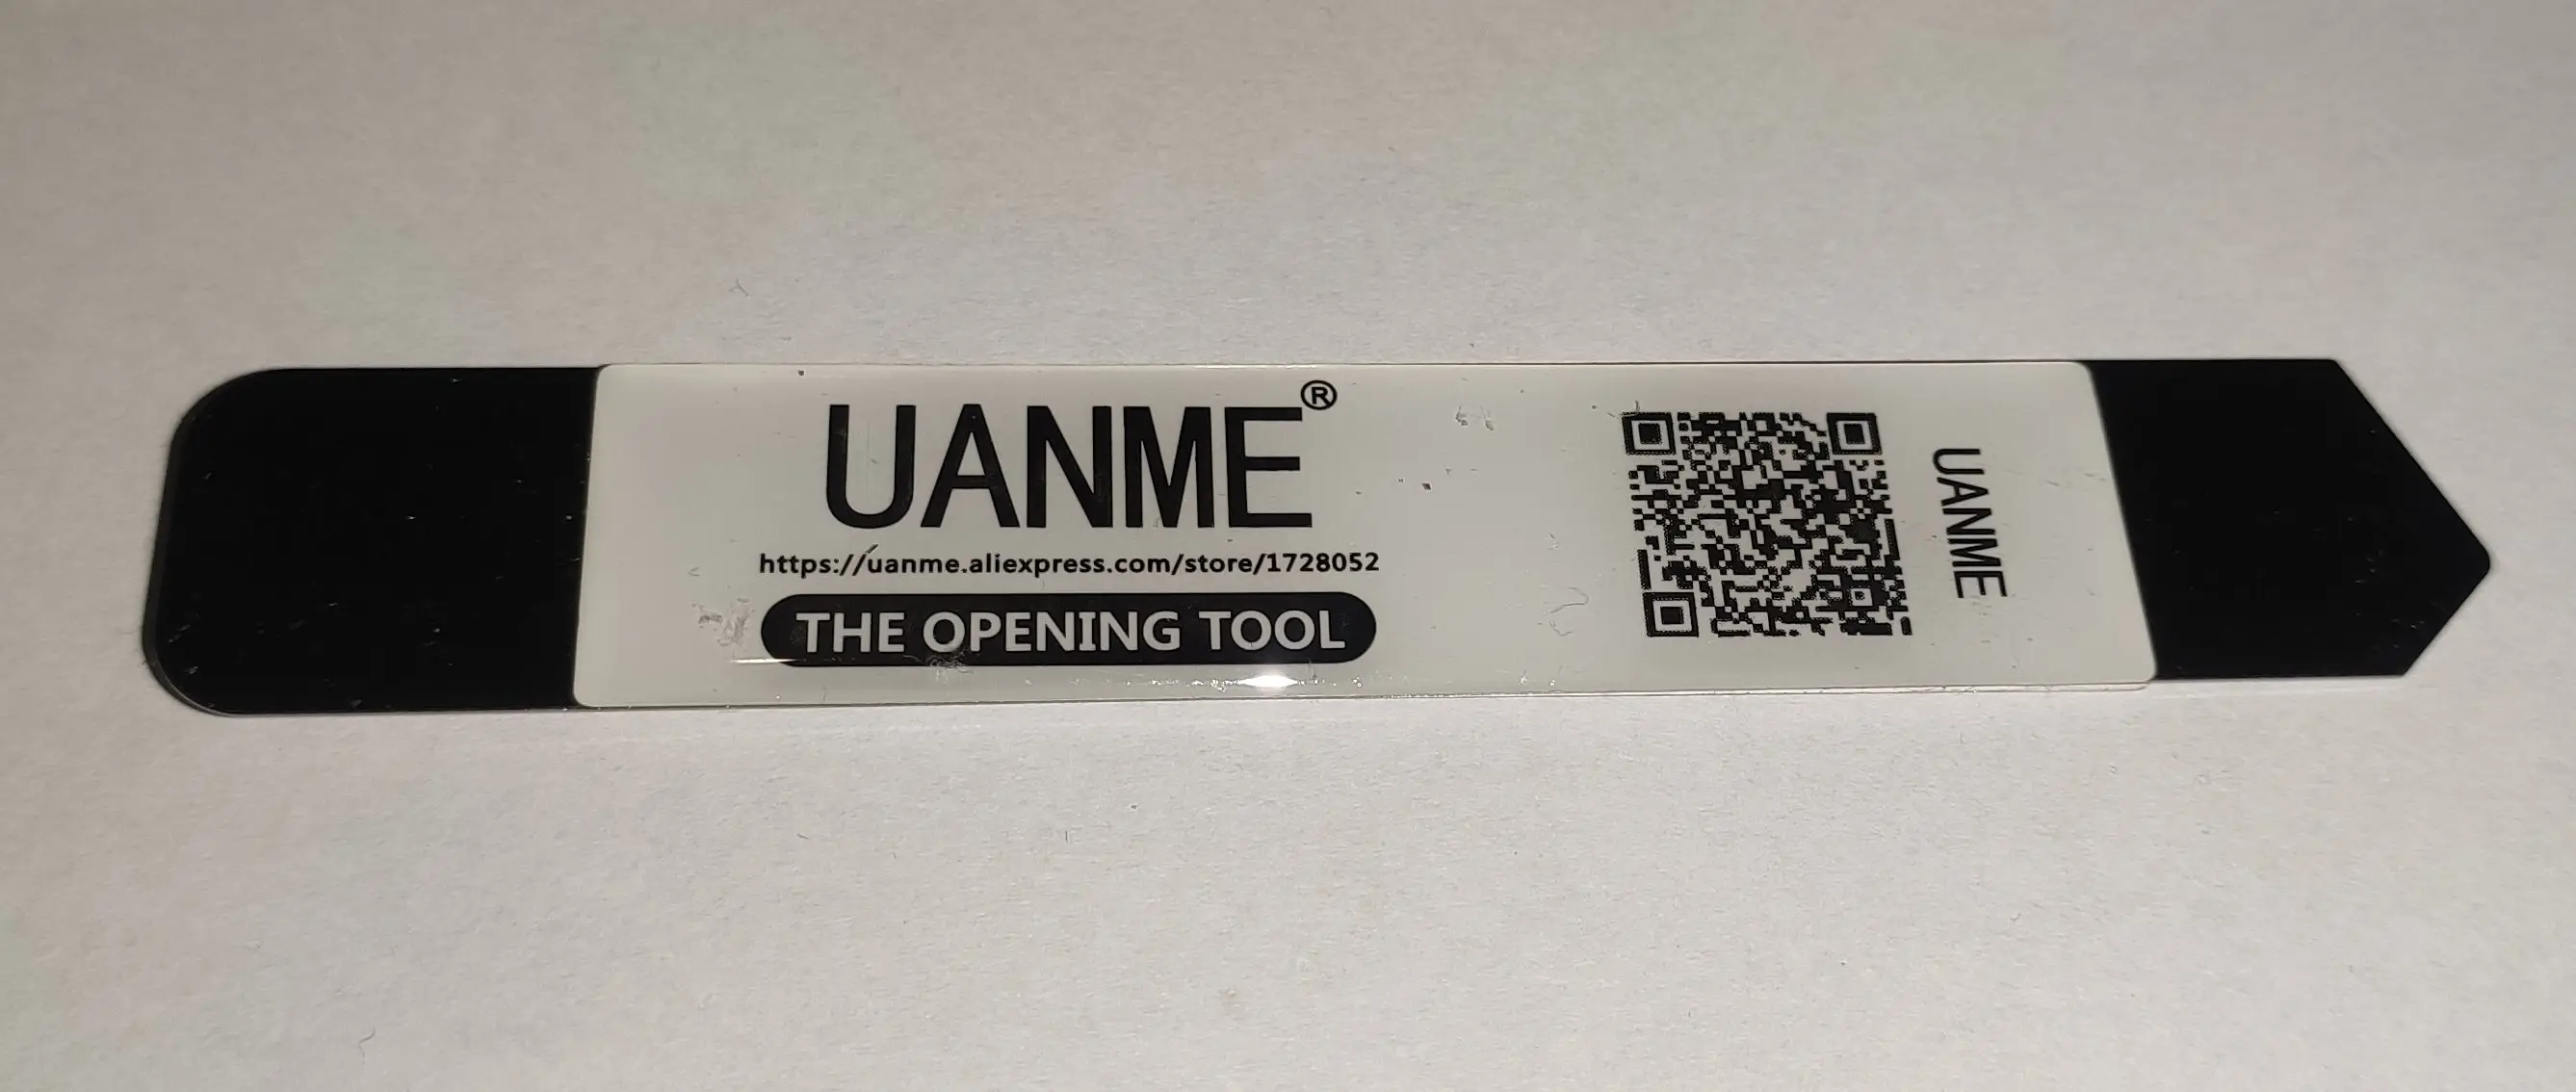 UANME®
https://uanme.aliexpress.com/store/1728052
THE OPENING TOOL
UANME